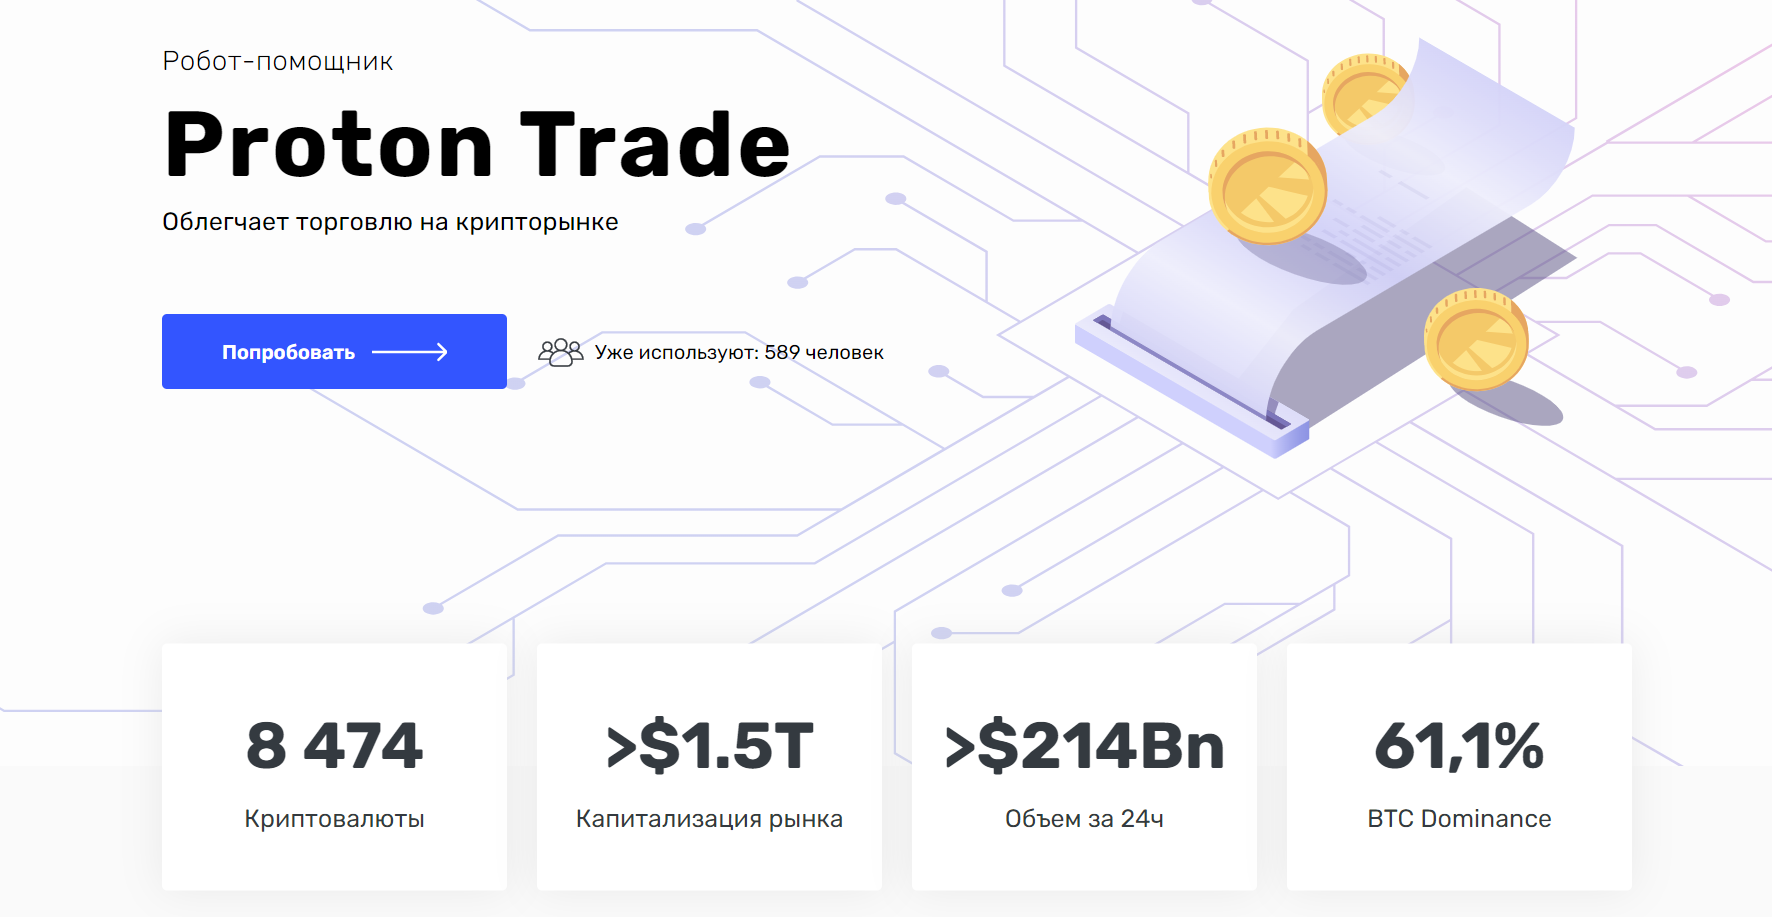 Робот-помощник
Proton Trade
Облегчает торговлю на крипторынке
Попробовать
Уже используют: 589 человек
8 474
Криптовалюты
>$1.5T
Капитализация рынка
>$214Bn
Объем за 24ч
61,1%
BTC Dominance